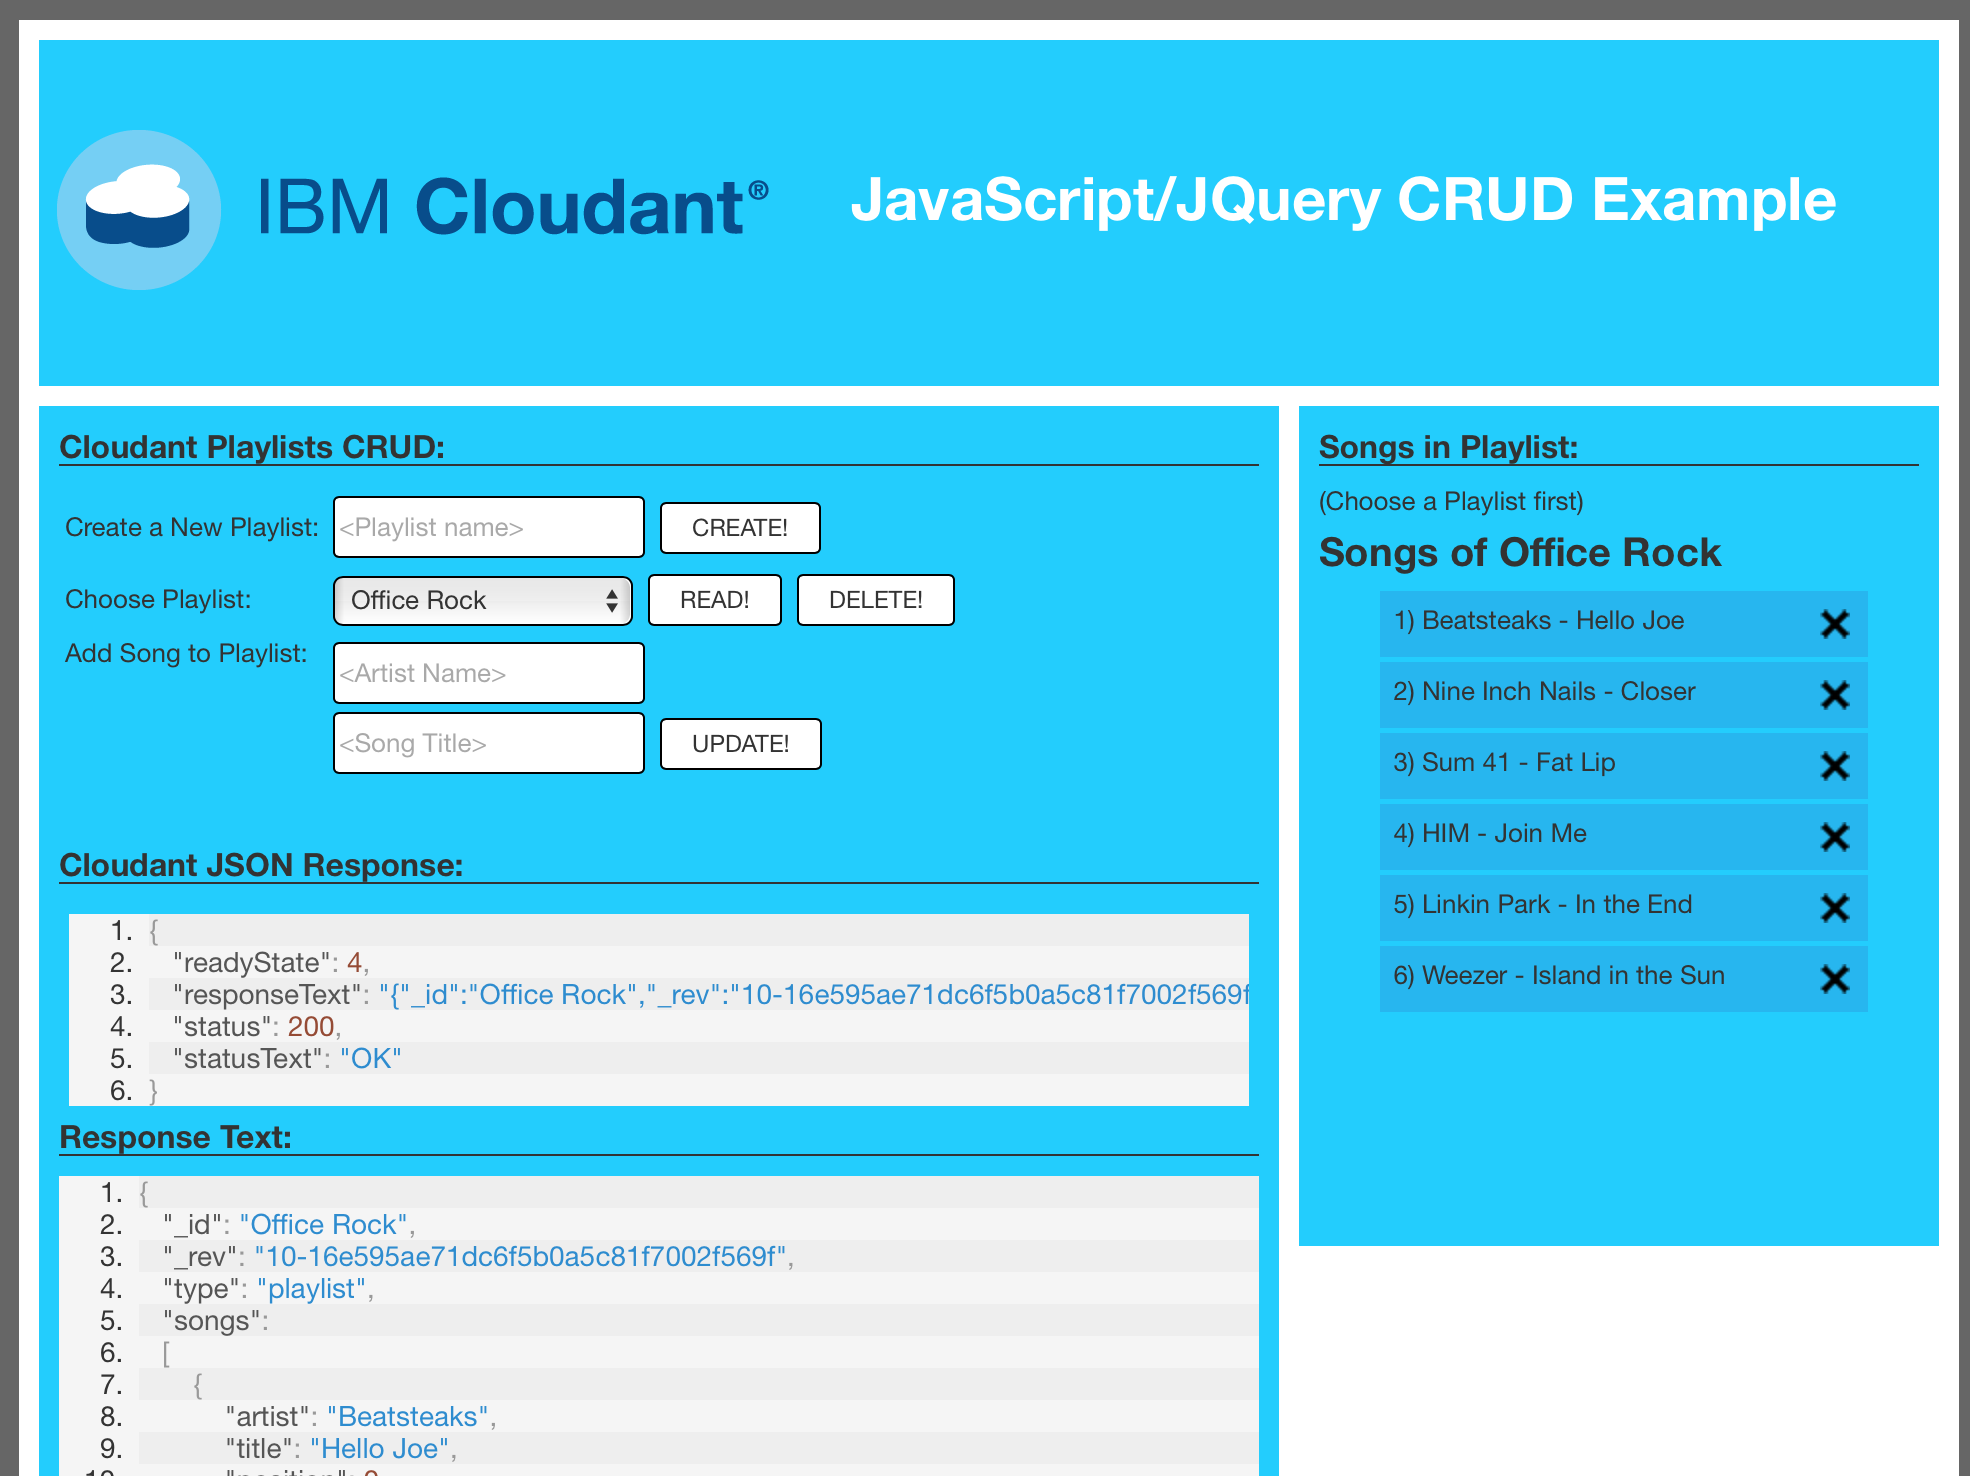 IBM Cloudant®
JavaScript/JQuery CRUD Example
Cloudant Playlists CRUD:
Create a New Playlist: <Playlist name> CREATE!
Choose Playlist: Office Rock READ! DELETE!
Add Song to Playlist: <Artist Name>
<Song Title> UPDATE!
Cloudant JSON Response:
1. {
2. "readyState": 4,
3. "responseText": "{"_id":"Office Rock","_rev":"10-16e595ae71dc6f5b0a5c81f7002f569f
4. "status": 200,
5. "statusText": "OK"
6. }
Response Text:
1. {
2. "_id": "Office Rock",
3. "_rev": "10-16e595ae71dc6f5b0a5c81f7002f569f",
4. "type": "playlist",
5. "songs":
6. [
7. {
8. "artist": "Beatsteaks",
9. "title": "Hello Joe",
Songs in Playlist:
(Choose a Playlist first)
Songs of Office Rock
1) Beatsteaks - Hello Joe
2) Nine Inch Nails - Closer
3) Sum 41 - Fat Lip
4) HIM - Join Me
5) Linkin Park - In the End
6) Weezer - Island in the Sun